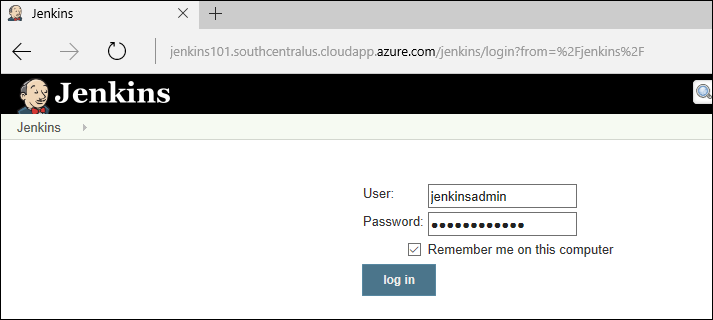 Jenkins
jenkins101.southcentralus.cloudapp.azure.com/jenkins/login?from=%2Fjenkins%2F
Jenkins
Jenkins
User: jenkinsadmin
Password: ●●●●●●●●●●●●
Remember me on this computer
log in